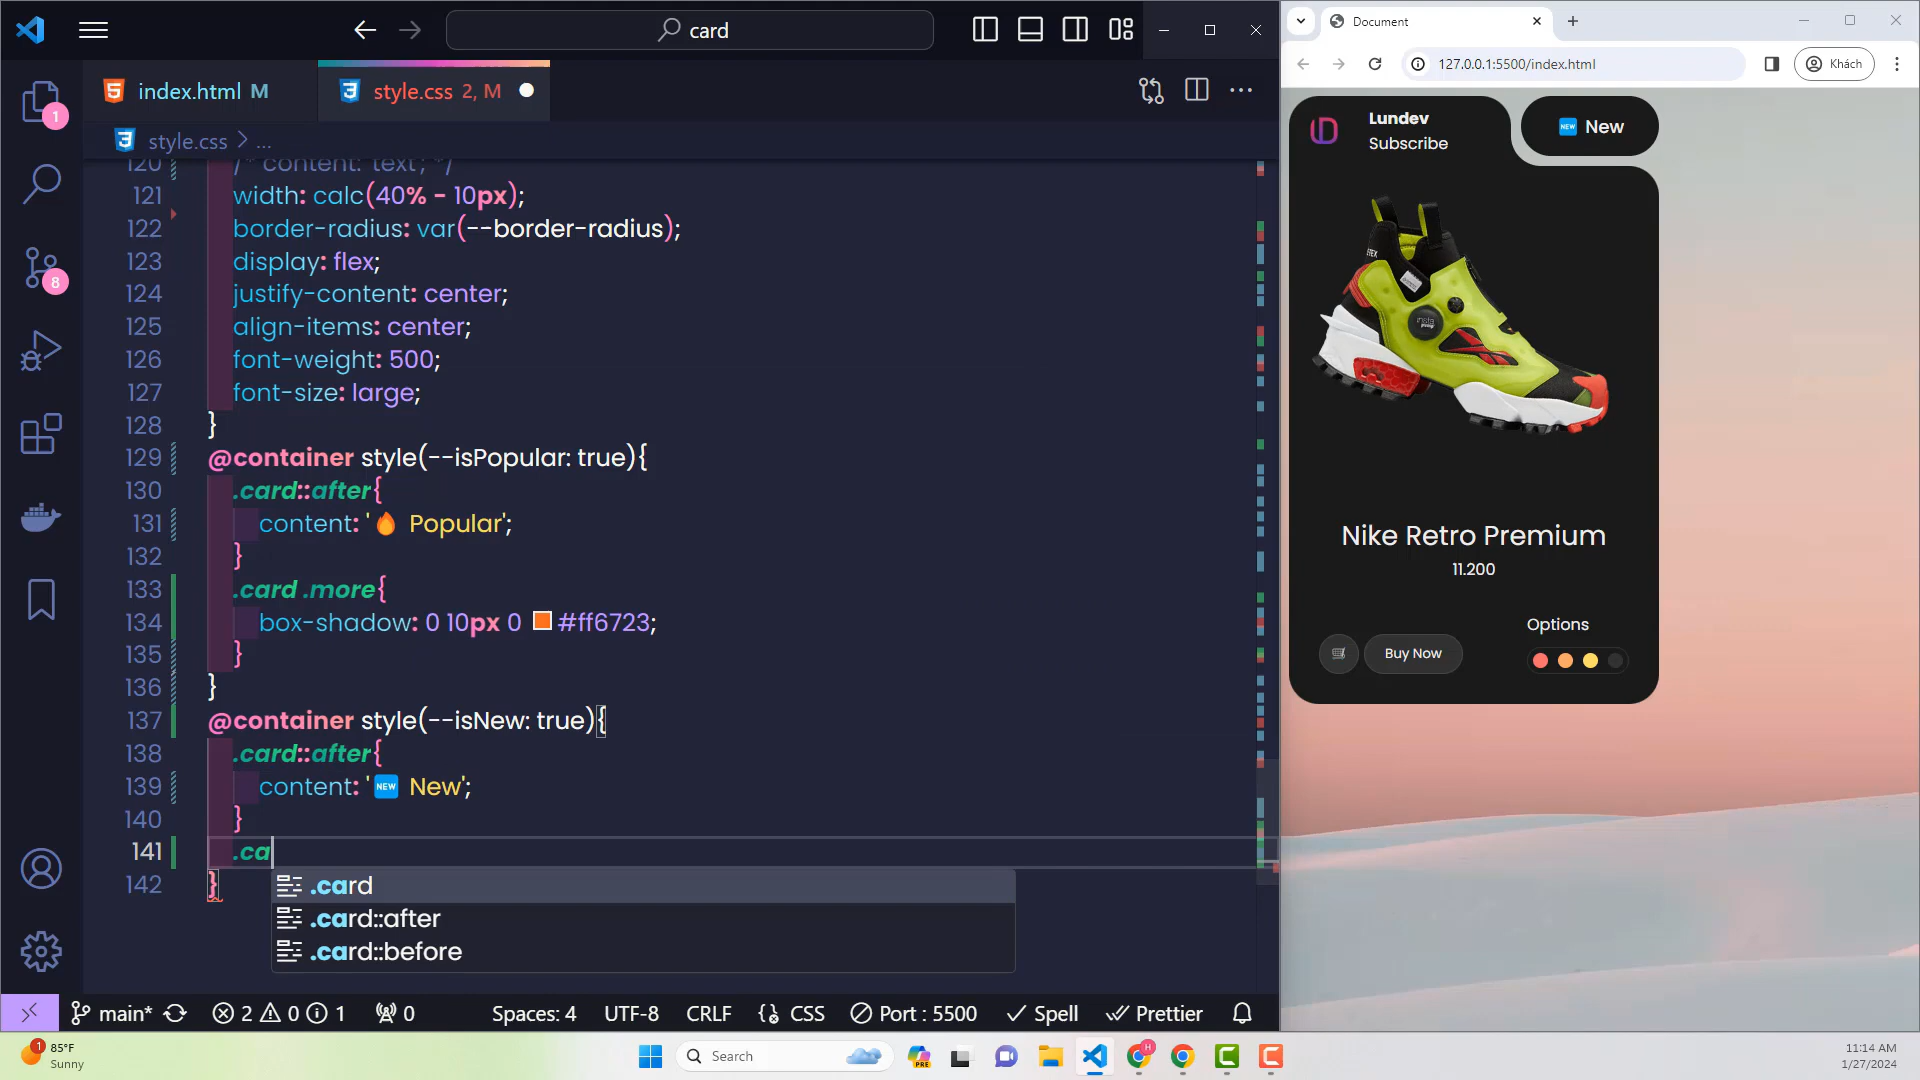 card
index.html M
style.css 2, M
style.css > ...
120 /* content: 'text'; */
121 width: calc(40% - 10px);
122 border-radius: var(--border-radius);
123 display: flex;
124 justify-content: center;
125 align-items: center;
126 font-weight: 500;
127 font-size: large;
128 }
129 @container style(--isPopular: true){
130 .card::after{
131 content: '🔥 Popular';
132 }
133 .card .more{
134 box-shadow: 0 10px 0 #ff6723;
135 }
136 }
137 @container style(--isNew: true){
138 .card::after{
139 content: '🆕 New';
140 }
141 .ca
142 }
.card
.card::after
.card::before
1
8
main* 2 0 1 0 Spaces: 4 UTF-8 CRLF {} CSS Port : 5500 Spell Prettier
Document
127.0.0.1:5500/index.html
Khách
Lundev
Subscribe
🆕 New
Nike Retro Premium
11.200
Options
🛒 Buy Now
1
85°F
Sunny
Search
PRE
H
11:14 AM
1/27/2024